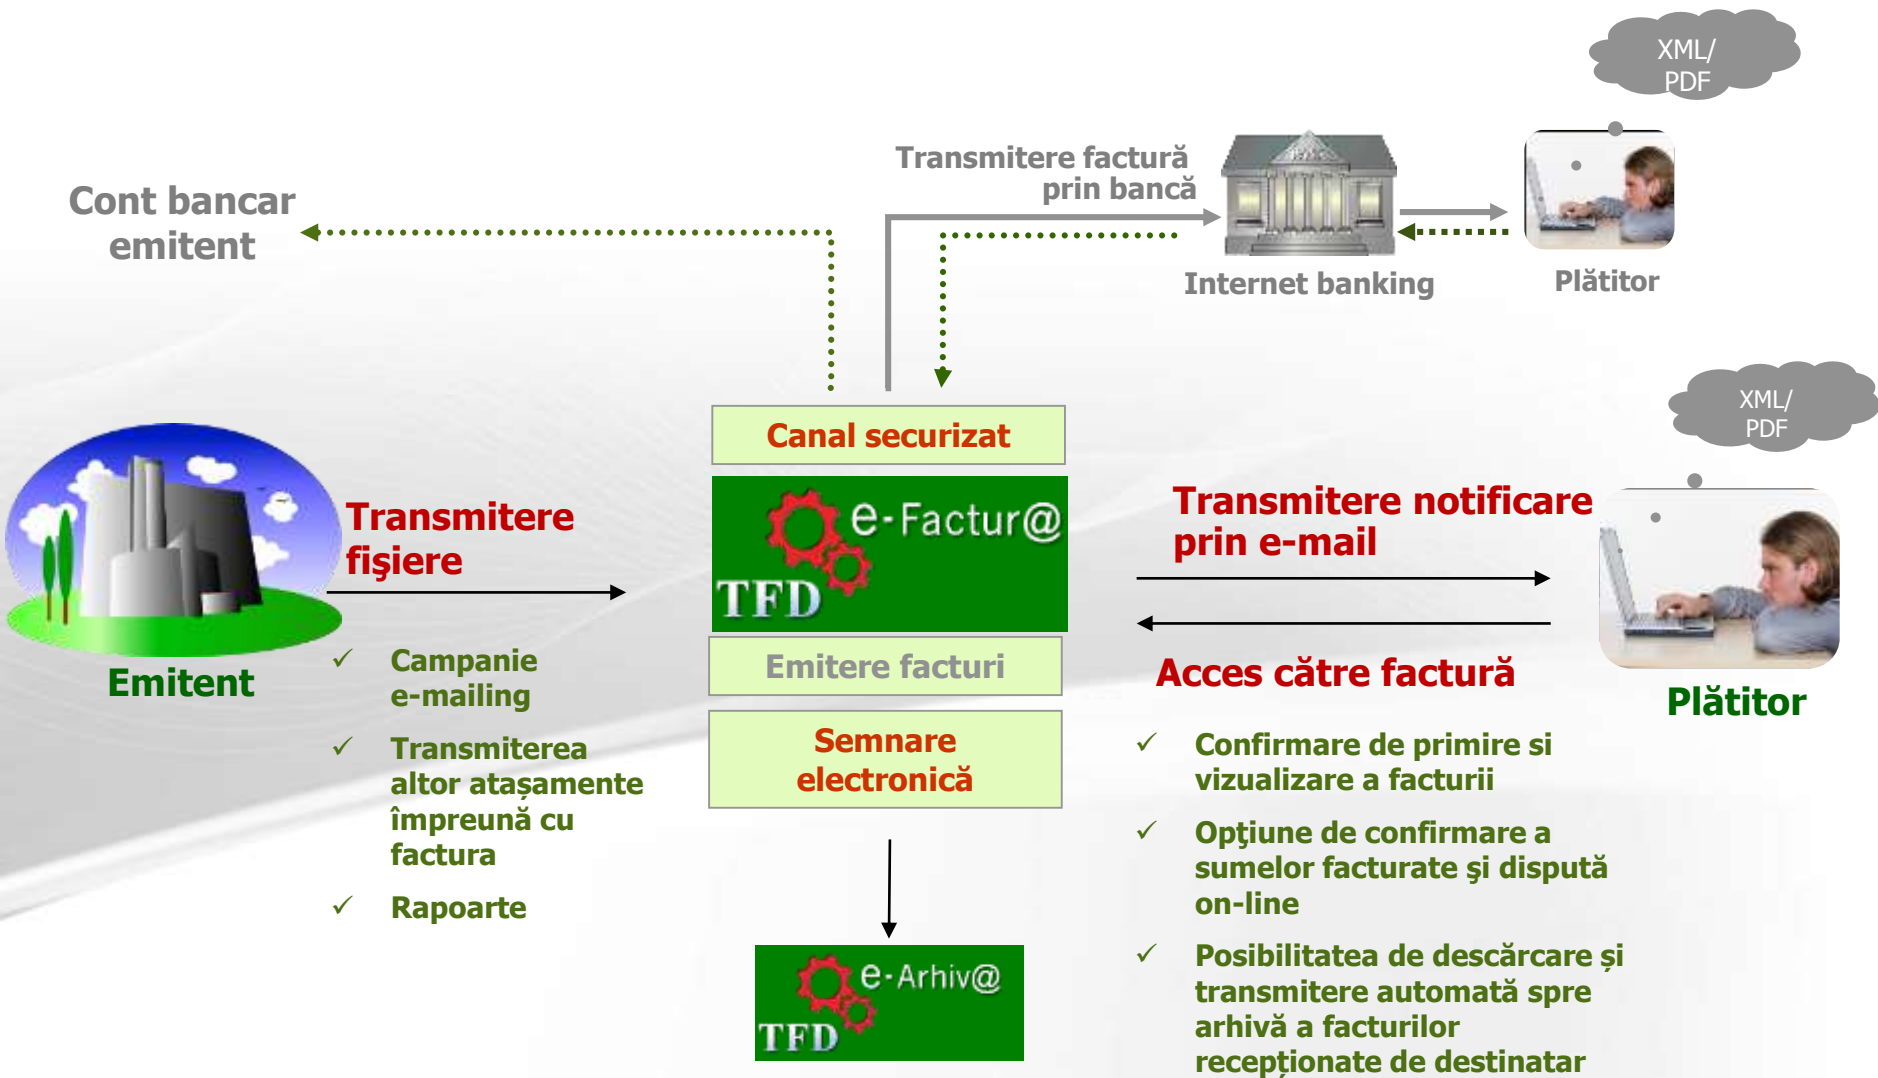 XML/
PDF
Transmitere factură
prin bancă
Cont bancar
emitent
Internet banking
Plătitor
XML/
PDF
Canal securizat
e-Factur@
TFD
Transmitere
fişiere
Transmitere notificare
prin e-mail
Emitent
Emitere facturi
Acces către factură
Plătitor
✓ Campanie
e-mailing
✓ Transmiterea
altor atașamente
împreună cu
factura
✓ Rapoarte
Semnare
electronică
✓ Confirmare de primire si
vizualizare a facturii
✓ Opţiune de confirmare a
sumelor facturate şi dispută
on-line
✓ Posibilitatea de descărcare și
transmitere automată spre
arhivă a facturilor
recepționate de destinatar
e-Arhiv@
TFD